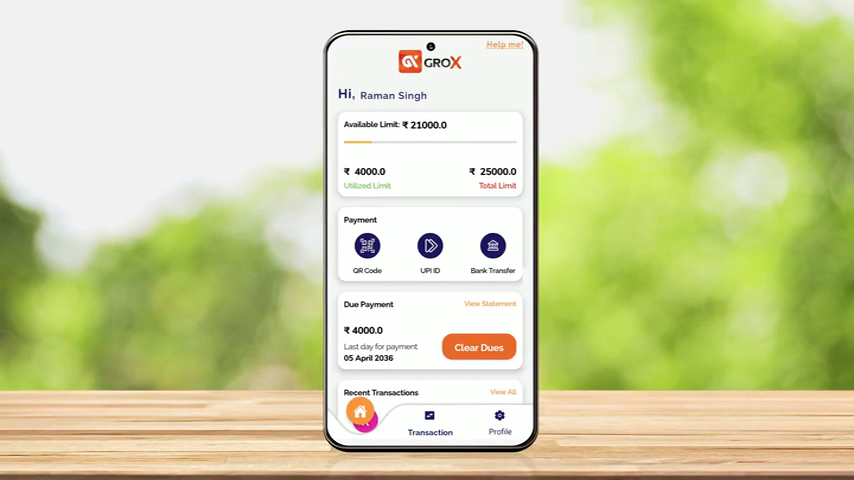 Help me!
GROX
Hi, Raman Singh
Available Limit: ₹ 21000.0
₹ 4000.0 ₹ 25000.0
Utilized Limit Total Limit
Payment
QR Code UPI ID Bank Transfer
Due Payment View Statement
₹ 4000.0
Last day for payment
05 April 2036
Clear Dues
Recent Transactions View All
Transaction Profile